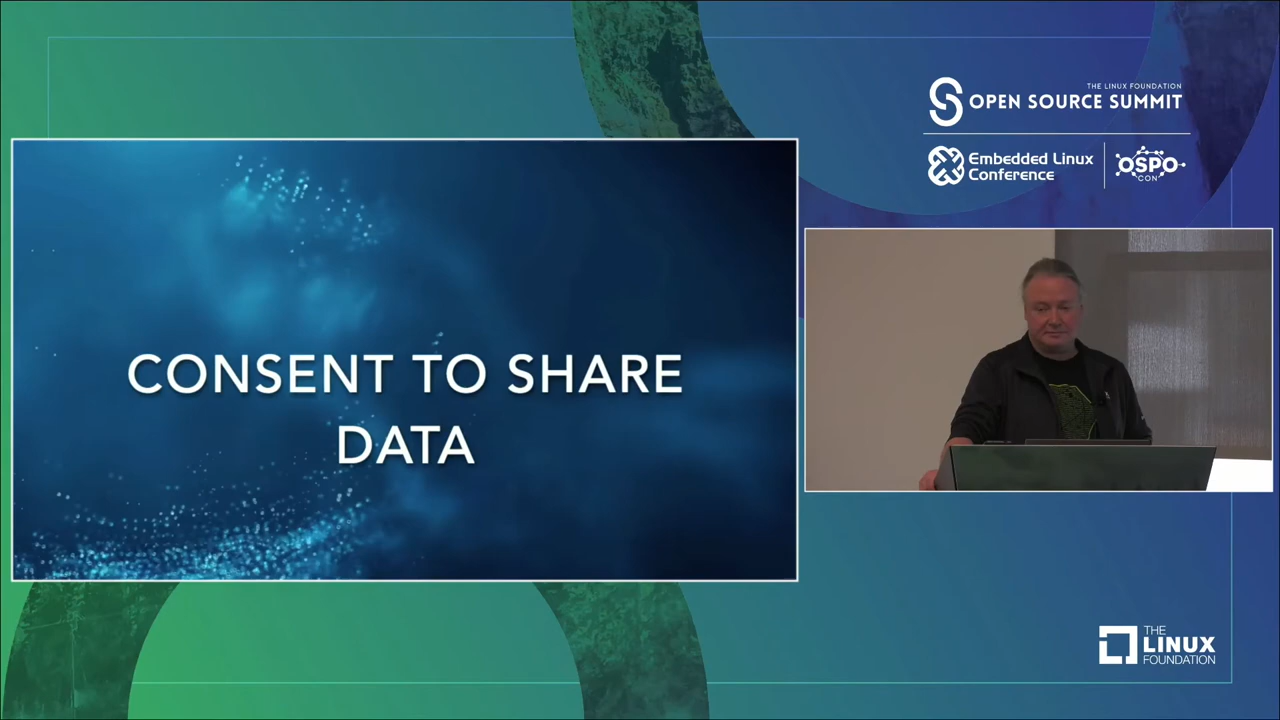 THE LINUX FOUNDATION
OPEN SOURCE SUMMIT
Embedded Linux
Conference
OSPO
CON
CONSENT TO SHARE
DATA
THE
LINUX
FOUNDATION